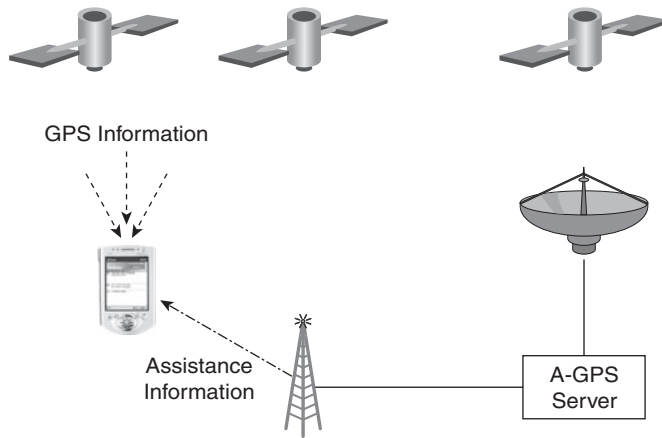 GPS Information
Assistance
Information
A-GPS
Server